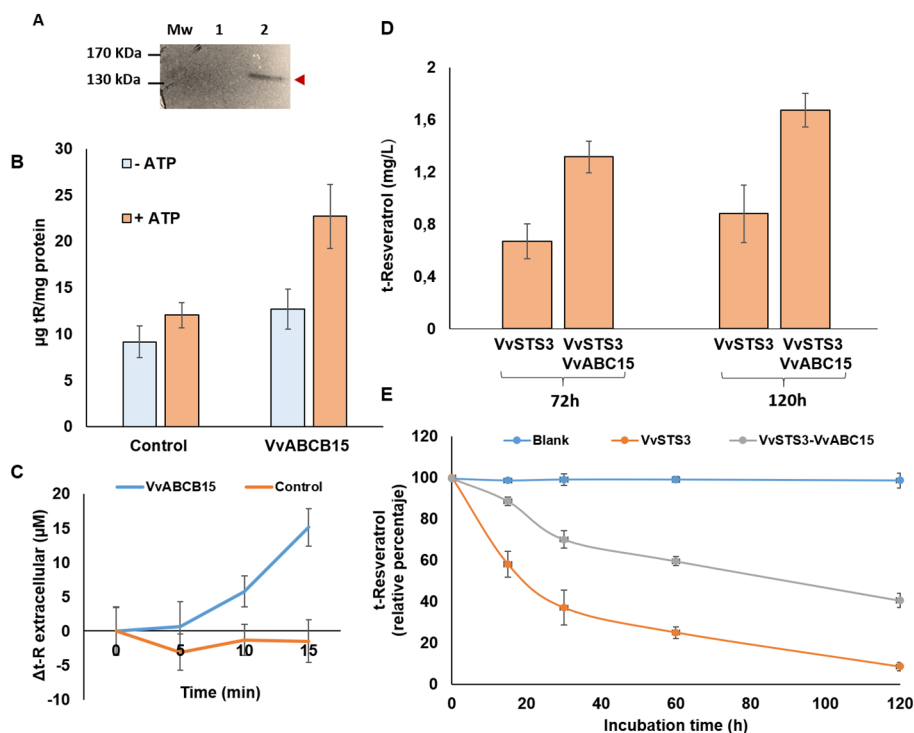 A
Mw 1 2
170 KDa
130 kDa
B
µg tR/mg protein
30
25
20
15
10
5
0
- ATP
+ ATP
Control VvABCB15
C
VvABCB15 Control
Δt-R extracellular (µM)
20
15
10
5
0
-5
-10
0 5 10 15
Time (min)
D
t-Resveratrol (mg/L)
2
1,6
1,2
0,8
0,4
0
VvSTS3 VvSTS3 VvSTS3 VvSTS3
VvABC15 VvABC15
72h 120h
E
Blank VvSTS3 VvSTS3-VvABC15
t-Resveratrol
(relative percentaje)
120
100
80
60
40
20
0
0 20 40 60 80 100 120
Incubation time (h)